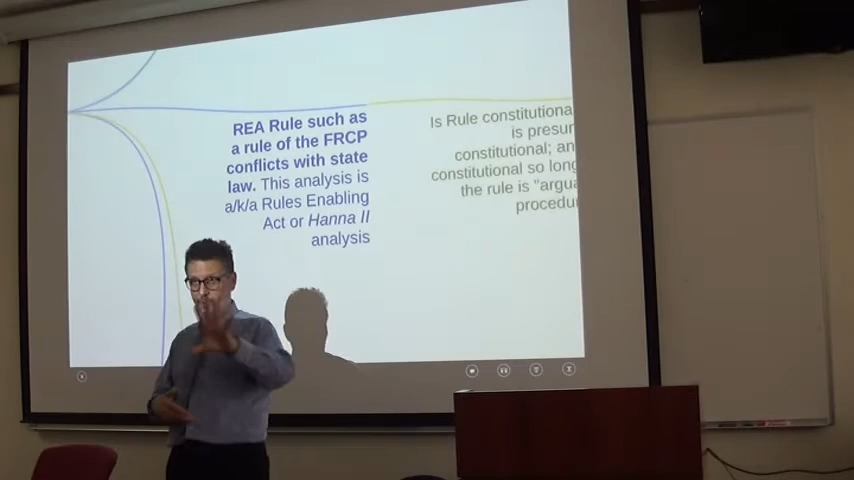 REA Rule such as
a rule of the FRCP
conflicts with state
law. This analysis is
a/k/a Rules Enabling
Act or Hanna II
analysis
Is Rule constitutiona
is presur
constitutional; an
constitutional so long
the rule is "argua
procedu